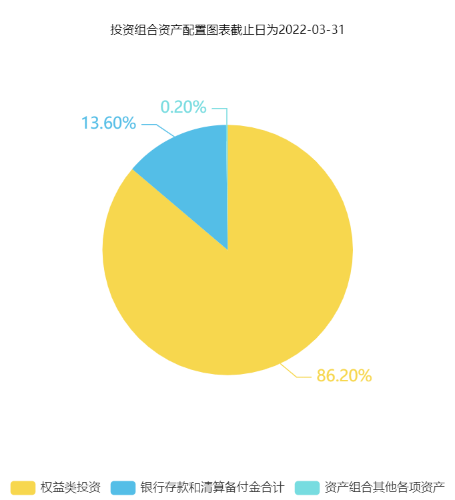 投资组合资产配置图表截止日为2022-03-31
0.20%
13.60%
86.20%
权益类投资 银行存款和清算备付金合计 资产组合其他各项资产